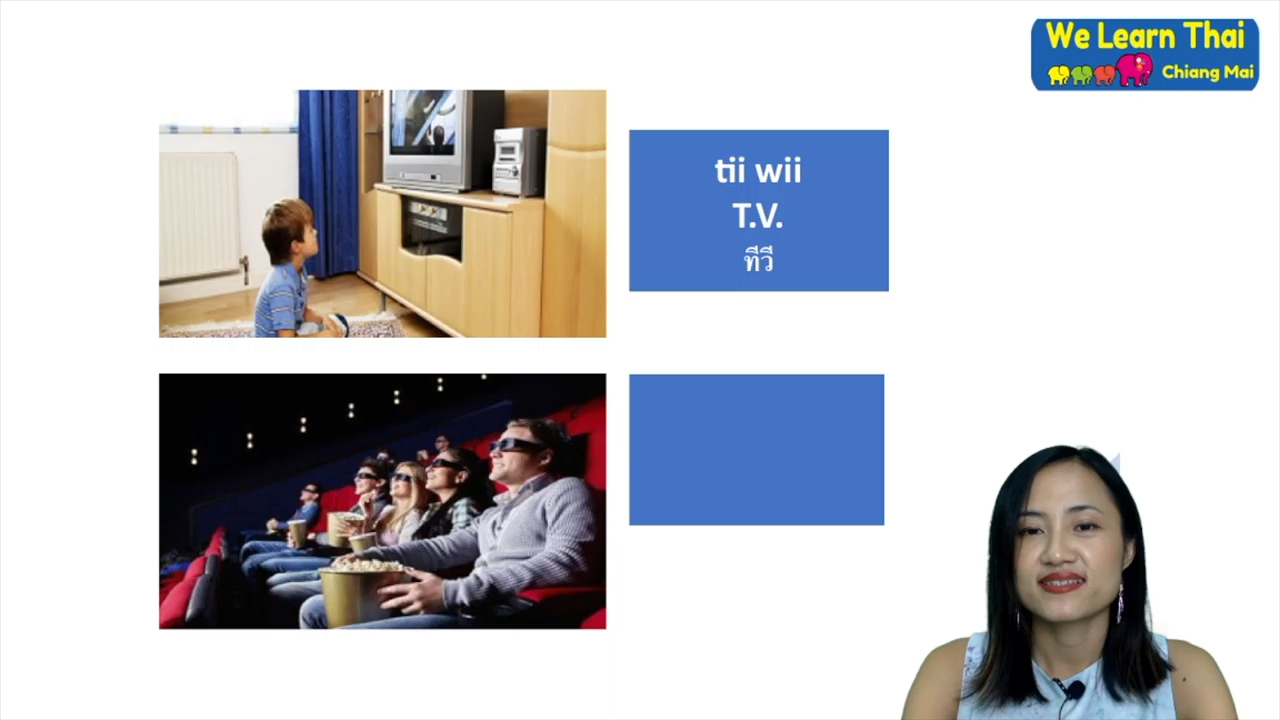 We Learn Thai
Chiang Mai
tii wii
T.V.
ทีวี